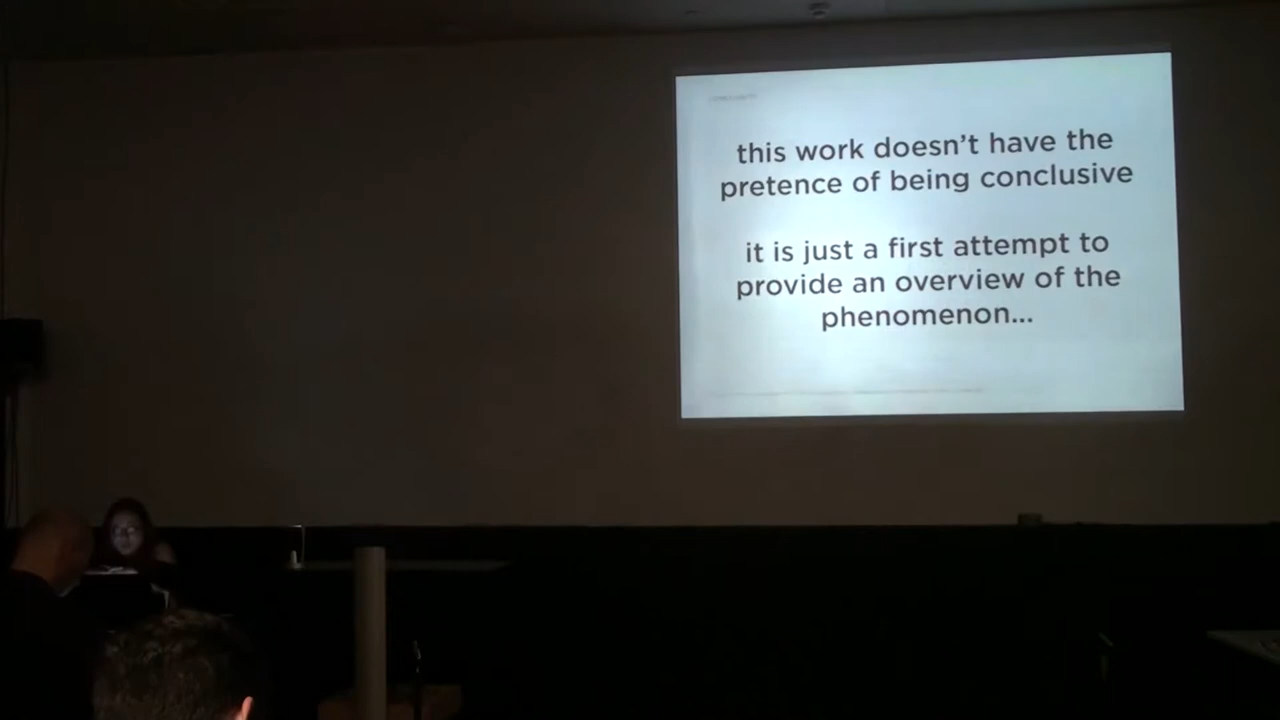 this work doesn't have the
pretence of being conclusive
it is just a first attempt to
provide an overview of the
phenomenon...